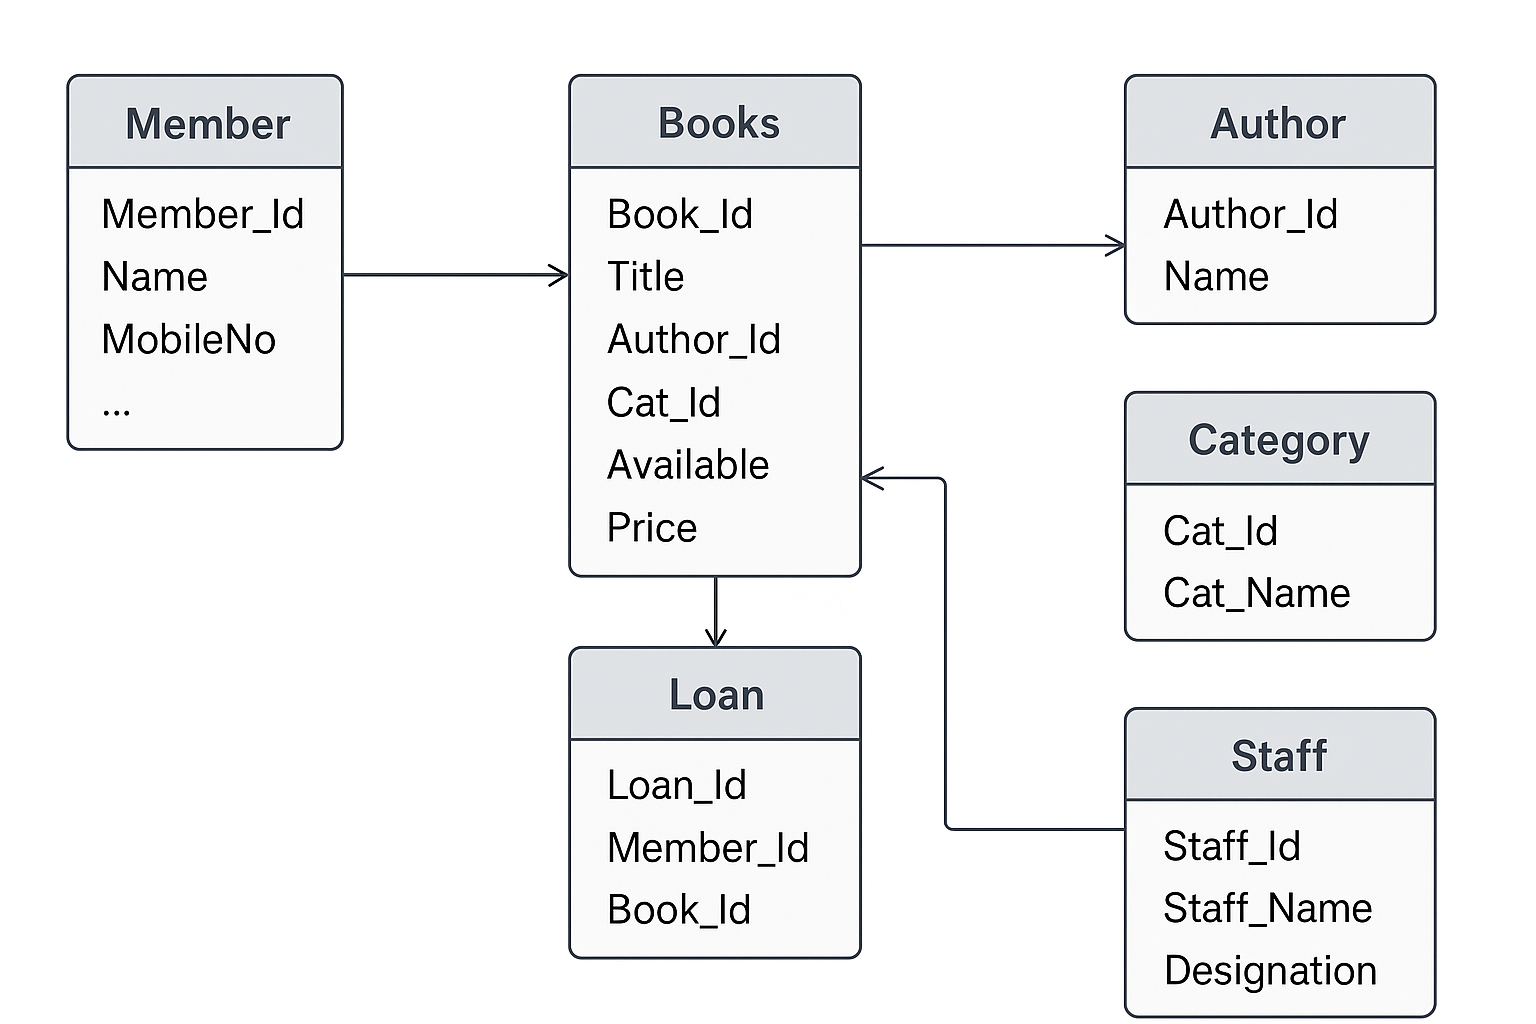 Member
Member_Id
Name
MobileNo
...
Books
Book_Id
Title
Author_Id
Cat_Id
Available
Price
Author
Author_Id
Name
Category
Cat_Id
Cat_Name
Loan
Loan_Id
Member_Id
Book_Id
Staff
Staff_Id
Staff_Name
Designation